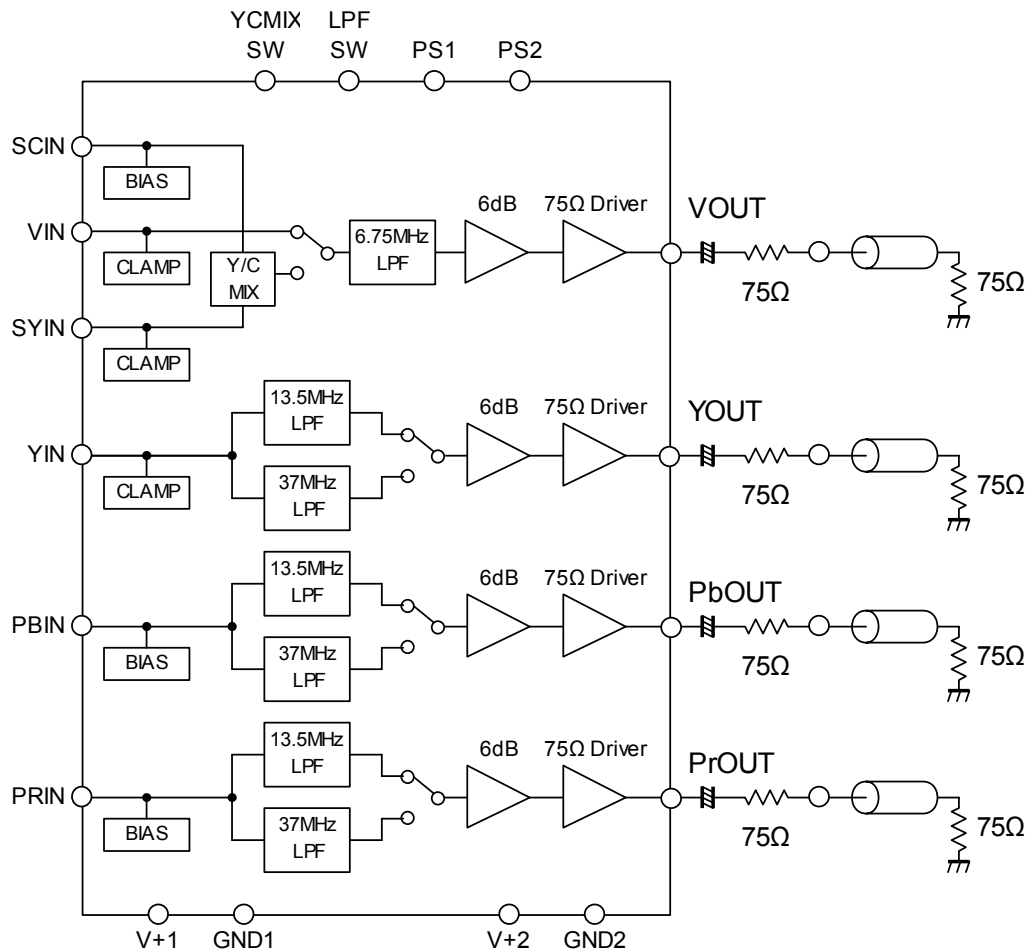 YCMIX SW
LPF SW
PS1
PS2
SCIN
BIAS
VIN
CLAMP
Y/C MIX
6.75MHz LPF
6dB
75Ω Driver
VOUT
75Ω
75Ω
SYIN
CLAMP
YIN
CLAMP
13.5MHz LPF
37MHz LPF
6dB
75Ω Driver
YOUT
75Ω
75Ω
PBIN
BIAS
13.5MHz LPF
37MHz LPF
6dB
75Ω Driver
PbOUT
75Ω
75Ω
PRIN
BIAS
13.5MHz LPF
37MHz LPF
6dB
75Ω Driver
PrOUT
75Ω
75Ω
V+1
GND1
V+2
GND2